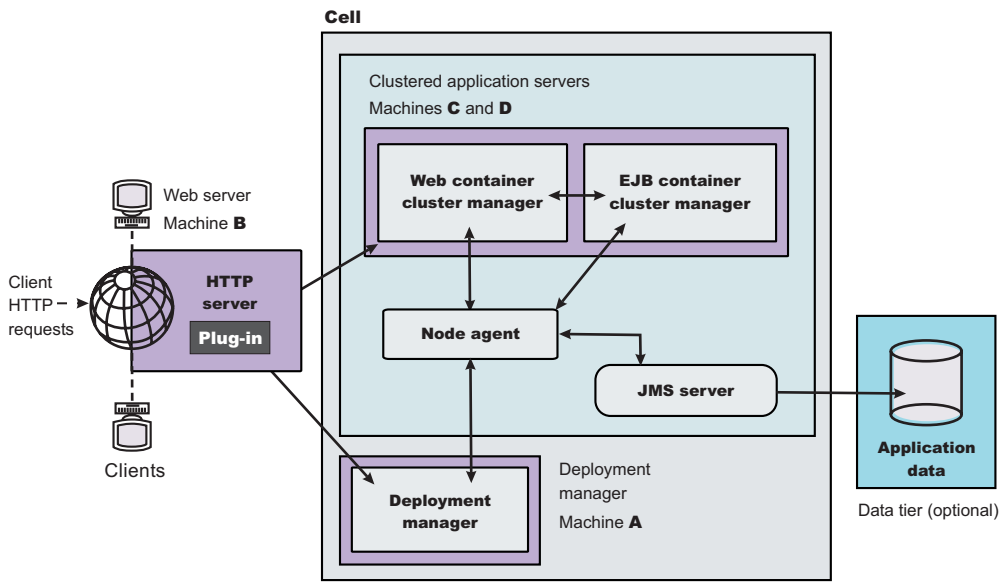 Cell
Clustered application servers
Machines C and D
Web container
cluster manager
EJB container
cluster manager
Web server
Machine B
Client
HTTP
requests
HTTP
server
Plug-in
Node agent
JMS server
Clients
Application
data
Data tier (optional)
Deployment
manager
Deployment
manager
Machine A